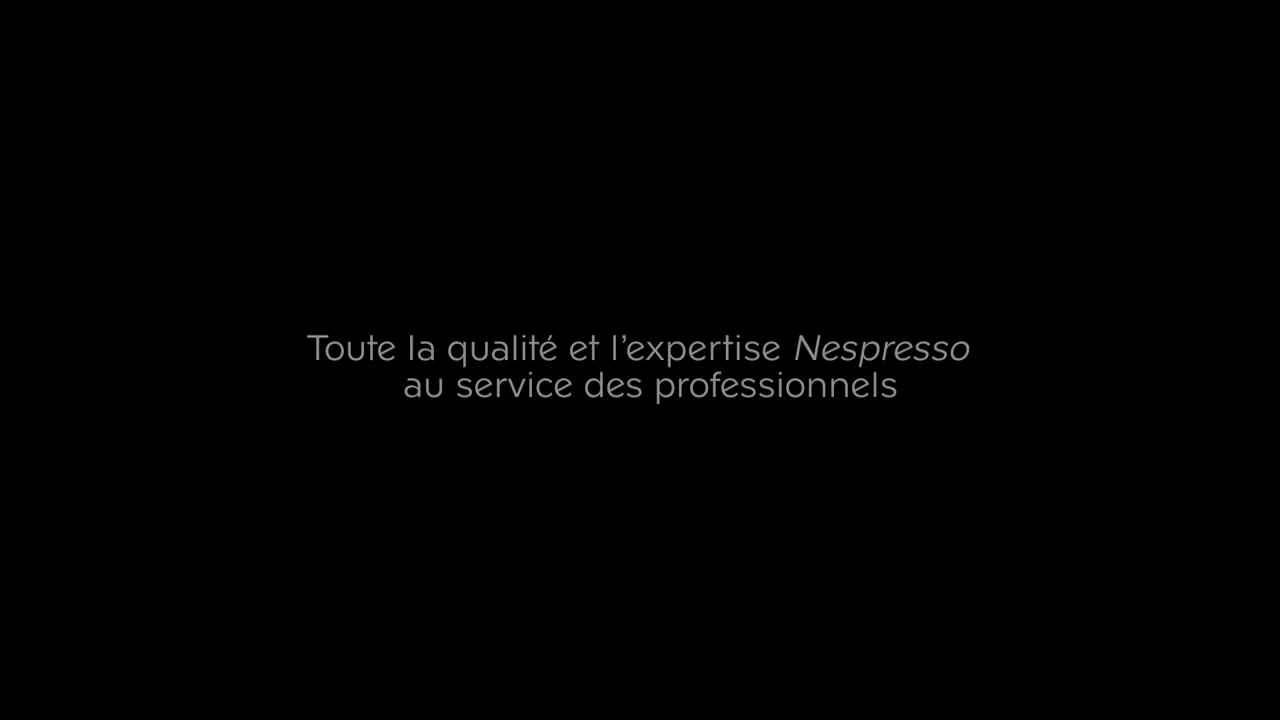 Toute la qualité et l’expertise Nespresso
au service des professionnels